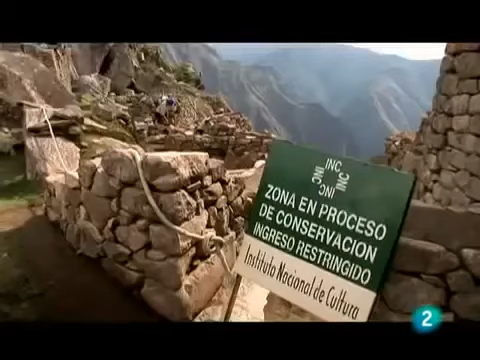 INC
INC
INC
ZONA EN PROCESO
DE CONSERVACION
INGRESO RESTRINGIDO
Instituto Nacional de Cultura
2